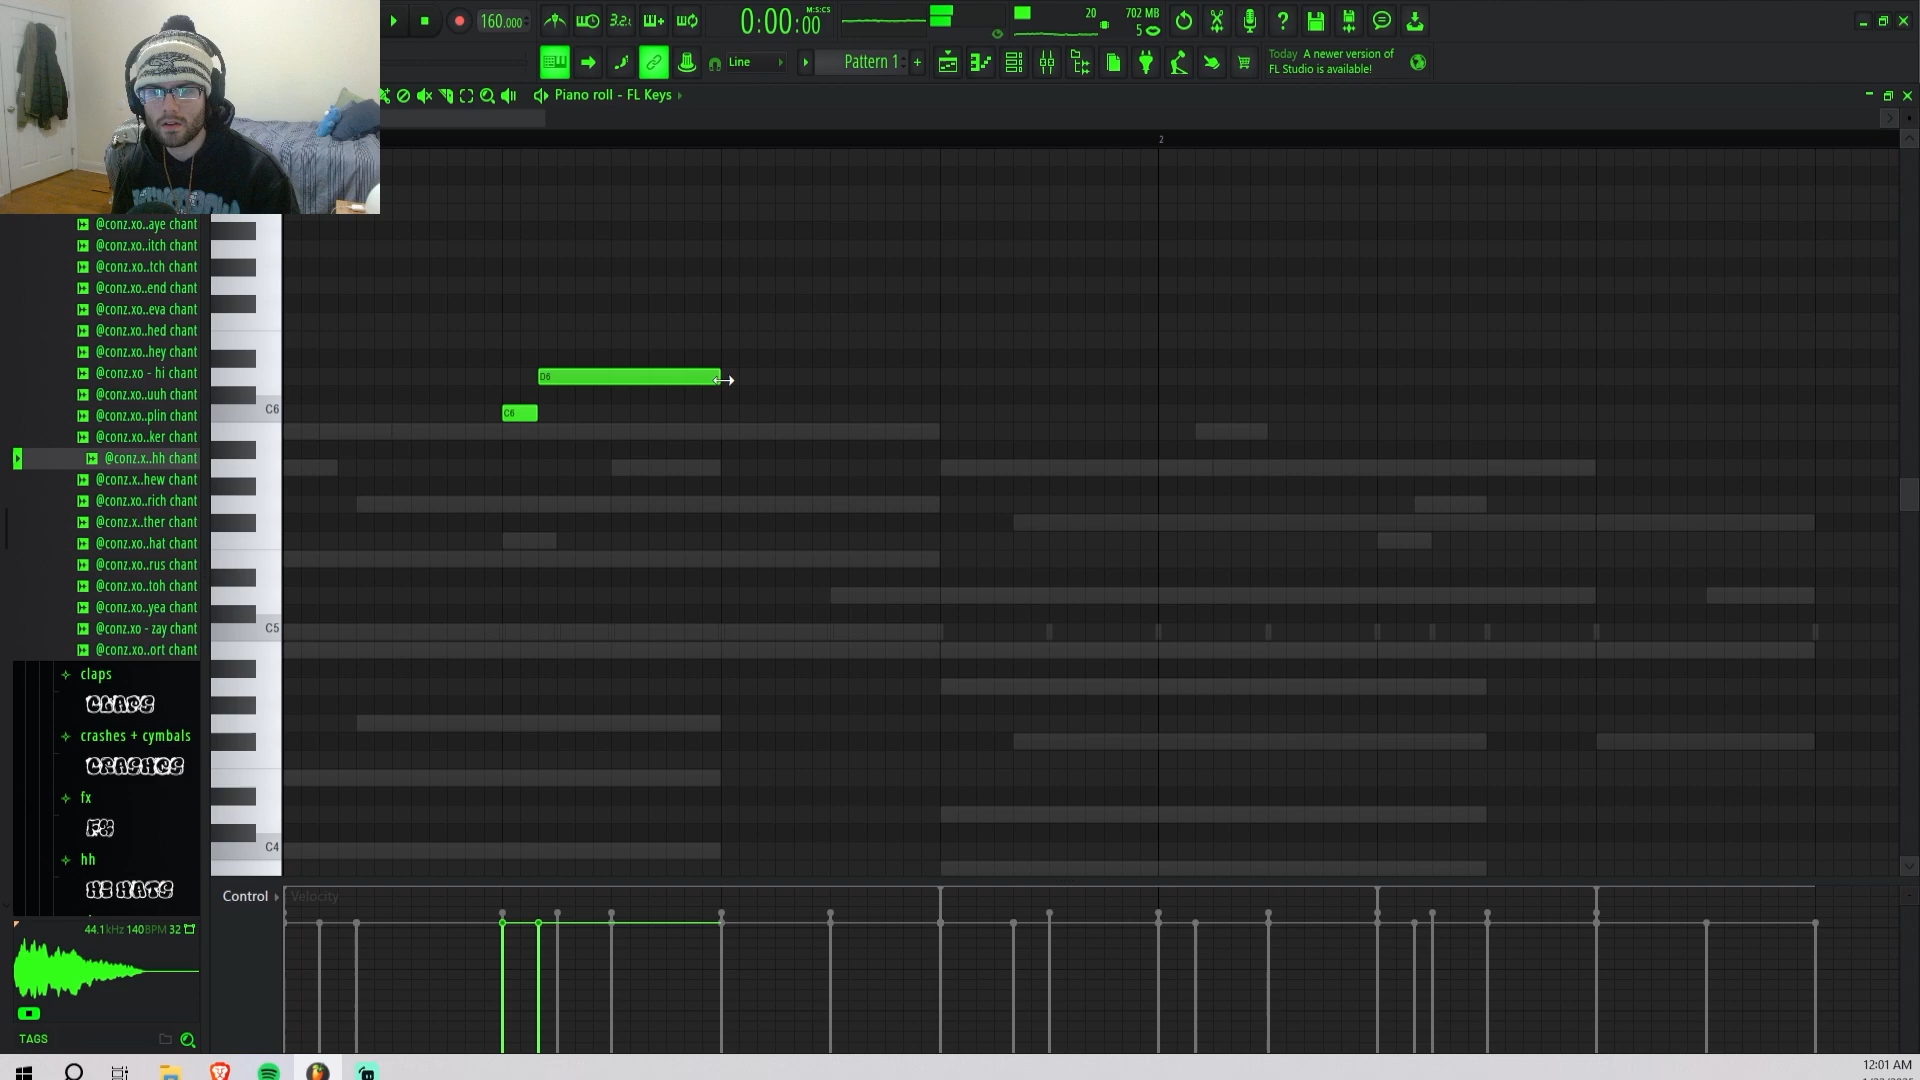 160.000
3.2.
0:00:00
M:S:CS
20
702 MB
5
Line
Pattern 1
Today A newer version of
FL Studio is available!
Piano roll - FL Keys
2
@conz.xo..aye chant
@conz.xo..itch chant
@conz.xo..tch chant
@conz.xo..end chant
@conz.xo..eva chant
@conz.xo..hed chant
@conz.xo..hey chant
@conz.xo - hi chant
@conz.xo..uuh chant
@conz.xo..plin chant
@conz.xo..ker chant
@conz.x..hh chant
@conz.x..hew chant
@conz.xo..rich chant
@conz.x..ther chant
@conz.xo..hat chant
@conz.xo..rus chant
@conz.xo..toh chant
@conz.xo..yea chant
@conz.xo - zay chant
@conz.xo..ort chant
claps
CLAPS
crashes + cymbals
CRASHES
fx
FX
hh
HI HATS
44.1kHz 140BPM 32
TAGS
D6
C6
C6
C5
C4
Control
Velocity
12:01 AM